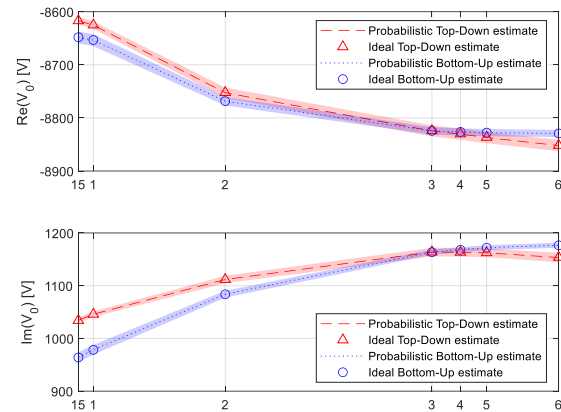 -8600
-8700
-8800
-8900
Re(V0) [V]
Probabilistic Top-Down estimate
Ideal Top-Down estimate
Probabilistic Bottom-Up estimate
Ideal Bottom-Up estimate
15 1 2 3 4 5 6
1200
1100
1000
900
Im(V0) [V]
Probabilistic Top-Down estimate
Ideal Top-Down estimate
Probabilistic Bottom-Up estimate
Ideal Bottom-Up estimate
15 1 2 3 4 5 6